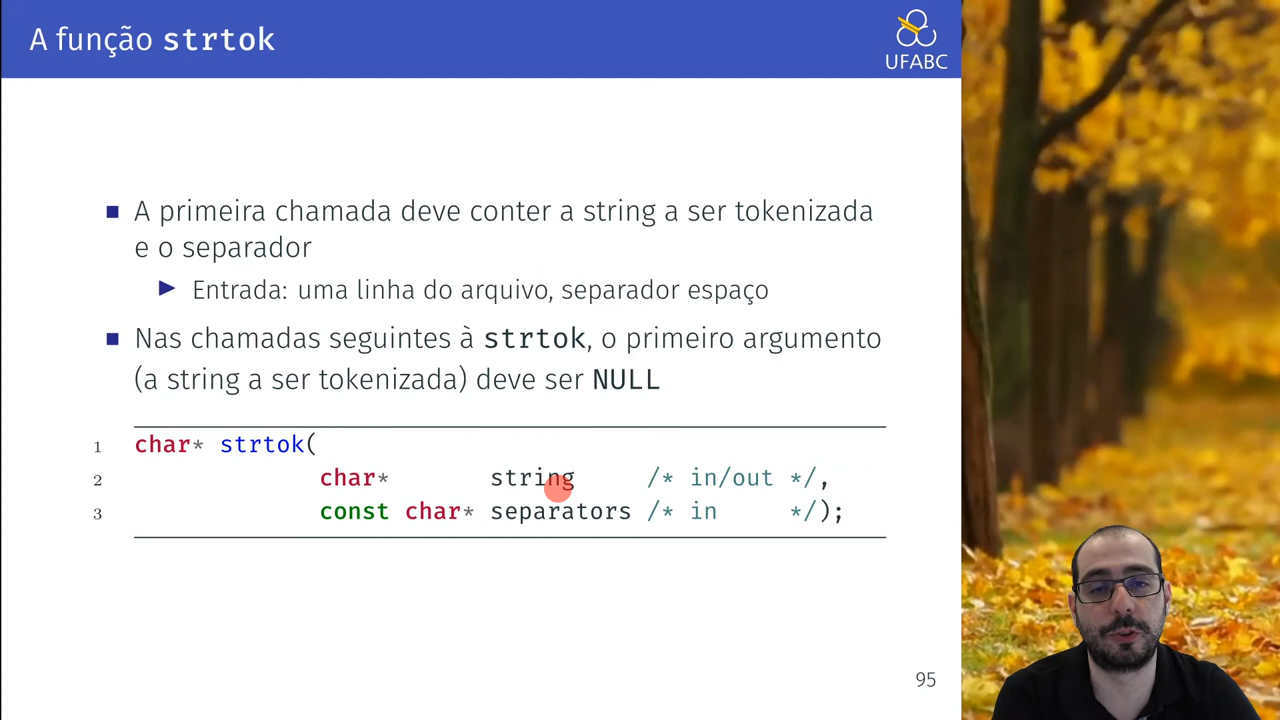 A função strtok
UFABC
■ A primeira chamada deve conter a string a ser tokenizada
e o separador
▶ Entrada: uma linha do arquivo, separador espaço
■ Nas chamadas seguintes à strtok, o primeiro argumento
(a string a ser tokenizada) deve ser NULL
1 char* strtok(
2 char* string /* in/out */,
3 const char* separators /* in */);
95